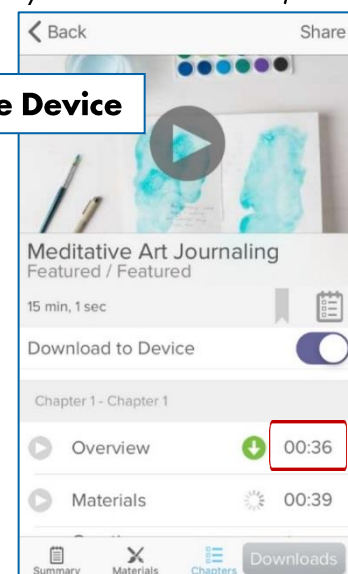 Back Share
e Device
Meditative Art Journaling
Featured / Featured
15 min, 1 sec
Download to Device
Chapter 1 - Chapter 1
Overview 00:36
Materials 00:39
Summary Materials Chapters Downloads